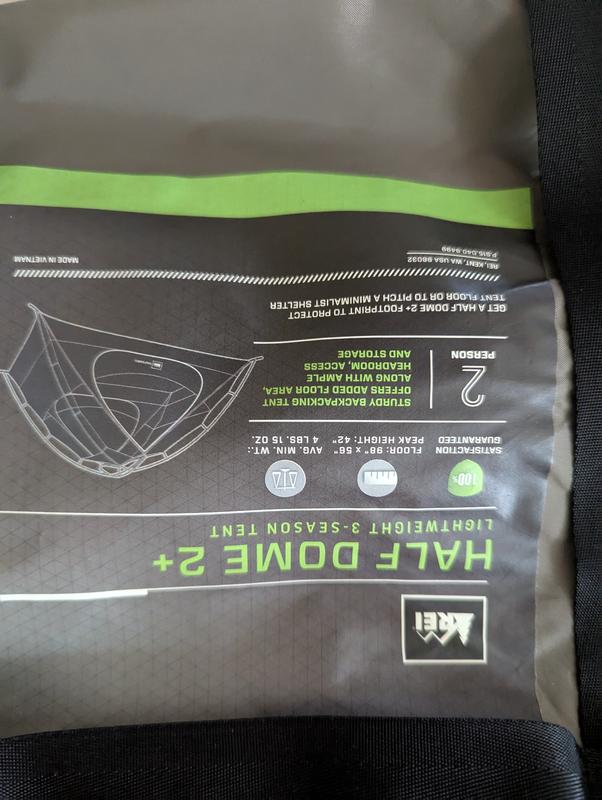 REI
HALF DOME 2+
LIGHTWEIGHT 3-SEASON TENT
100%
SATISFACTION
GUARANTEED
FLOOR: 98" x 56"
PEAK HEIGHT: 42"
AVG. MIN. WT.:
4 LBS. 15 OZ.
2
PERSON
STURDY BACKPACKING TENT
OFFERS ADDED FLOOR AREA,
ALONG WITH AMPLE
HEADROOM, ACCESS
AND STORAGE
GET A HALF DOME 2+ FOOTPRINT TO PROTECT
TENT FLOOR OR TO PITCH A MINIMALIST SHELTER
REI, KENT, WA USA 98032
P.S15.040.9499
MADE IN VIETNAM